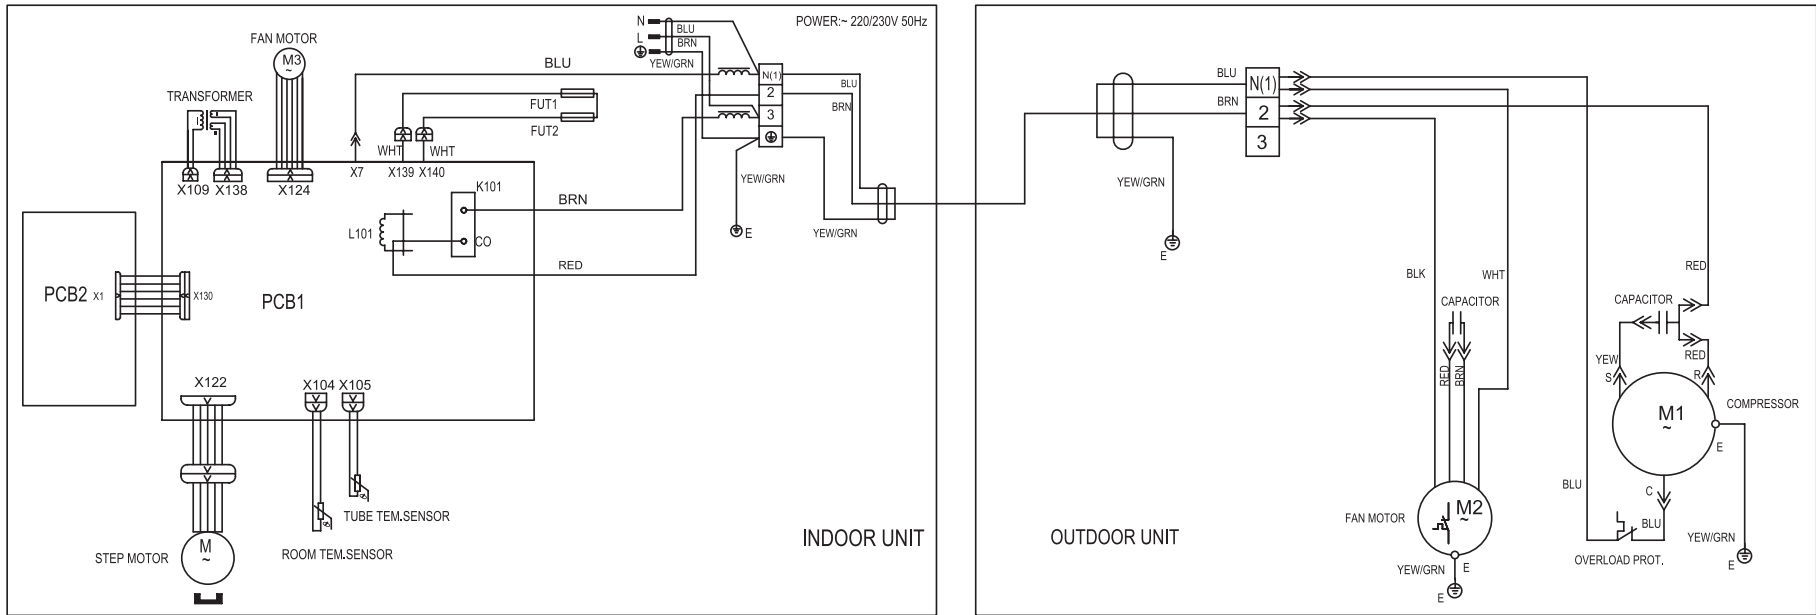 N
BLU
POWER:~ 220/230V 50Hz
L
BRN
YEW/GRN
FAN MOTOR
M3
~
BLU
N(1)
BLU
2
BRN
3
TRANSFORMER
FUT1
FUT2
WHT
WHT
X109
X138
X124
X7
X139
X140
K101
BRN
L101
CO
RED
YEW/GRN
E
YEW/GRN
PCB2
X1
X130
PCB1
X122
X104
X105
TUBE TEM.SENSOR
ROOM TEM.SENSOR
STEP MOTOR
M
~
INDOOR UNIT
BLU
N(1)
BRN
2
3
YEW/GRN
E
BLK
WHT
RED
CAPACITOR
CAPACITOR
RED
BRN
YEW
RED
S
R
M1
~
COMPRESSOR
E
BLU
C
BLU
FAN MOTOR
M2
~
YEW/GRN
E
E
OVERLOAD PROT.
YEW/GRN
E
OUTDOOR UNIT